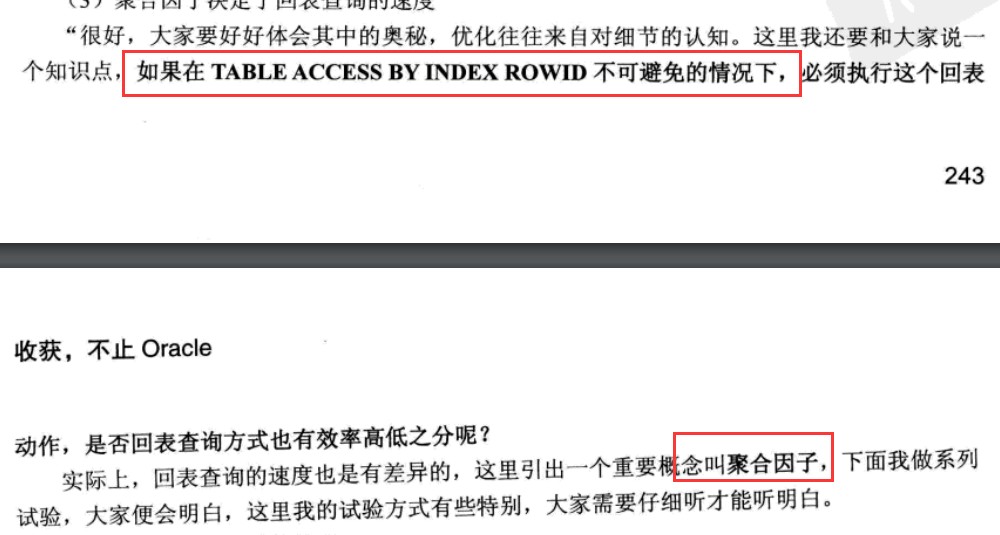 （3）聚合因子决定了回表查询的速度
“很好，大家要好好体会其中的奥秘，优化往往来自对细节的认知。这里我还要和大家说一
个知识点，如果在 TABLE ACCESS BY INDEX ROWID 不可避免的情况下，必须执行这个回表
243
收获，不止 Oracle
动作，是否回表查询方式也有效率高低之分呢？
实际上，回表查询的速度也是有差异的，这里引出一个重要概念叫聚合因子，下面我做系列
试验，大家便会明白，这里我的试验方式有些特别，大家需要仔细听才能听明白。